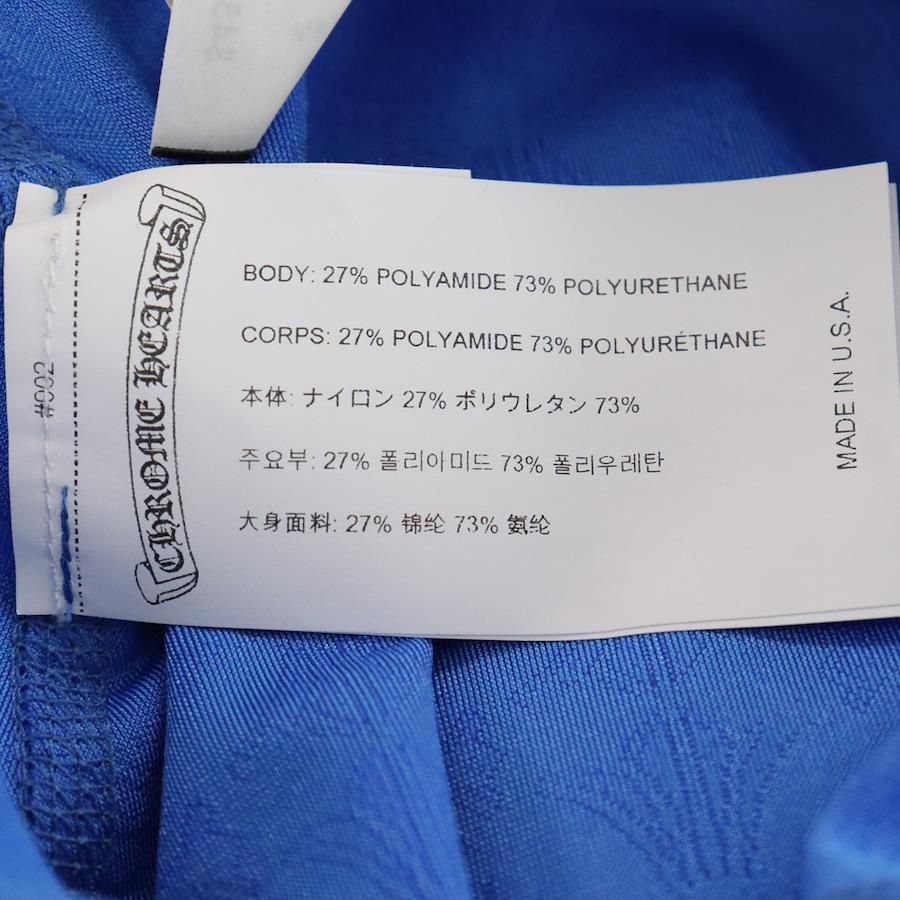 CHROME HEARTS
BODY: 27% POLYAMIDE 73% POLYURETHANE
CORPS: 27% POLYAMIDE 73% POLYURÉTHANE
本体: ナイロン 27% ポリウレタン 73%
주요부: 27% 폴리아미드 73% 폴리우레탄
大身面料: 27% 锦纶 73% 氨纶
MADE IN U.S.A.
#002